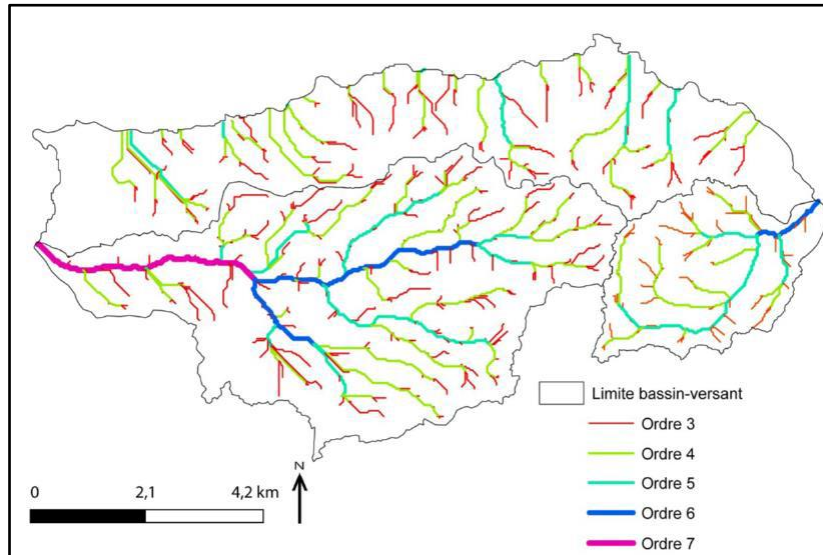 Limite bassin-versant
Ordre 3
Ordre 4
Ordre 5
Ordre 6
Ordre 7
N
0 2,1 4,2 km